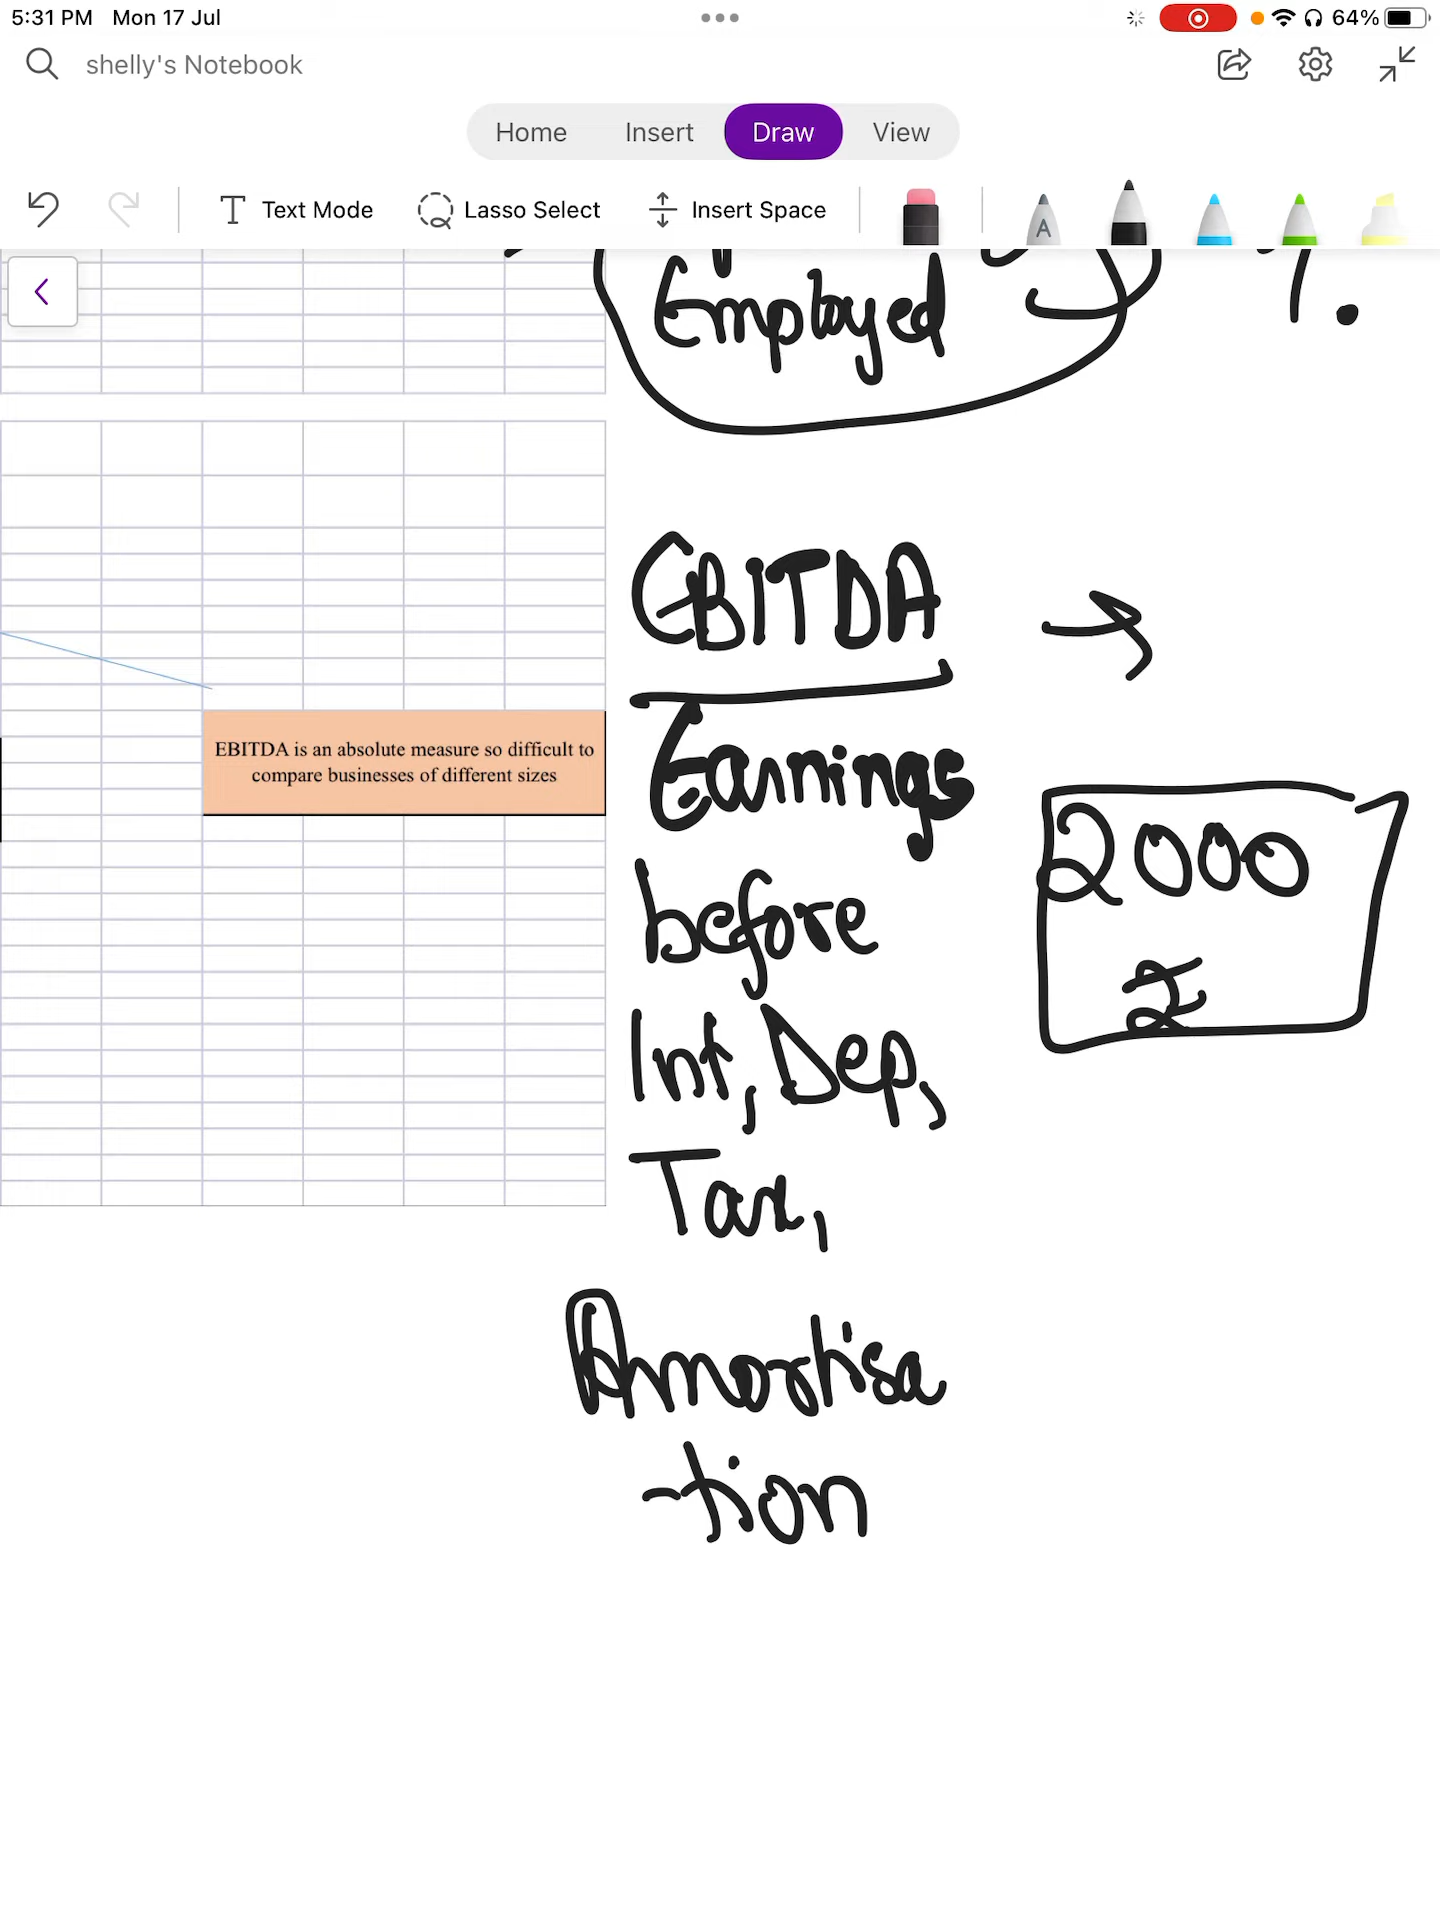 5:31 PM Mon 17 Jul
64%
shelly's Notebook
Home Insert Draw View
Text Mode Lasso Select Insert Space
A
Employed
%.
EBITDA →
EBITDA is an absolute measure so difficult to
compare businesses of different sizes
Earnings
before
Int, Dep,
Tax,
Amortisa
-tion
2000